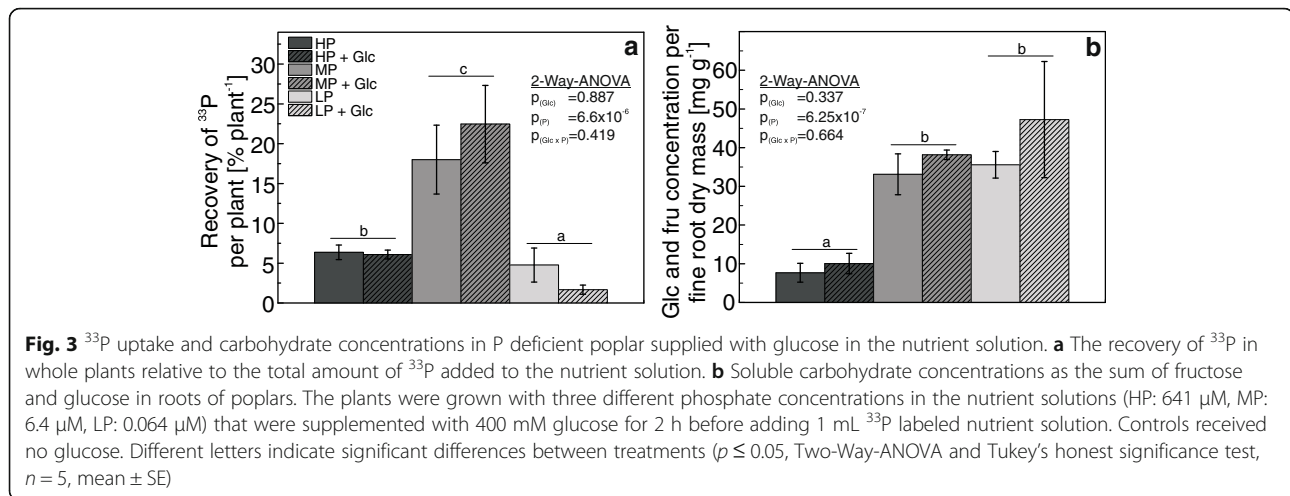 a
Recovery of ³³P
per plant [% plant⁻¹]
30
25
20
15
10
5
0
HP
HP + Glc
MP
MP + Glc
LP
LP + Glc
b
c
a
2-Way-ANOVA
p(Glc) =0.887
p(P) =6.6x10⁻⁶
p(Glc x P)=0.419
b
Glc and fru concentration per
fine root dry mass [mg g⁻¹]
60
50
40
30
20
10
0
2-Way-ANOVA
p(Glc) =0.337
p(P) =6.25x10⁻⁷
p(Glc x P)=0.664
a
b
b
Fig. 3 ³³P uptake and carbohydrate concentrations in P deficient poplar supplied with glucose in the nutrient solution. a The recovery of ³³P in
whole plants relative to the total amount of ³³P added to the nutrient solution. b Soluble carbohydrate concentrations as the sum of fructose
and glucose in roots of poplars. The plants were grown with three different phosphate concentrations in the nutrient solutions (HP: 641 μM, MP:
6.4 μM, LP: 0.064 μM) that were supplemented with 400 mM glucose for 2 h before adding 1 mL ³³P labeled nutrient solution. Controls received
no glucose. Different letters indicate significant differences between treatments (p ≤ 0.05, Two-Way-ANOVA and Tukey's honest significance test,
n = 5, mean ± SE)